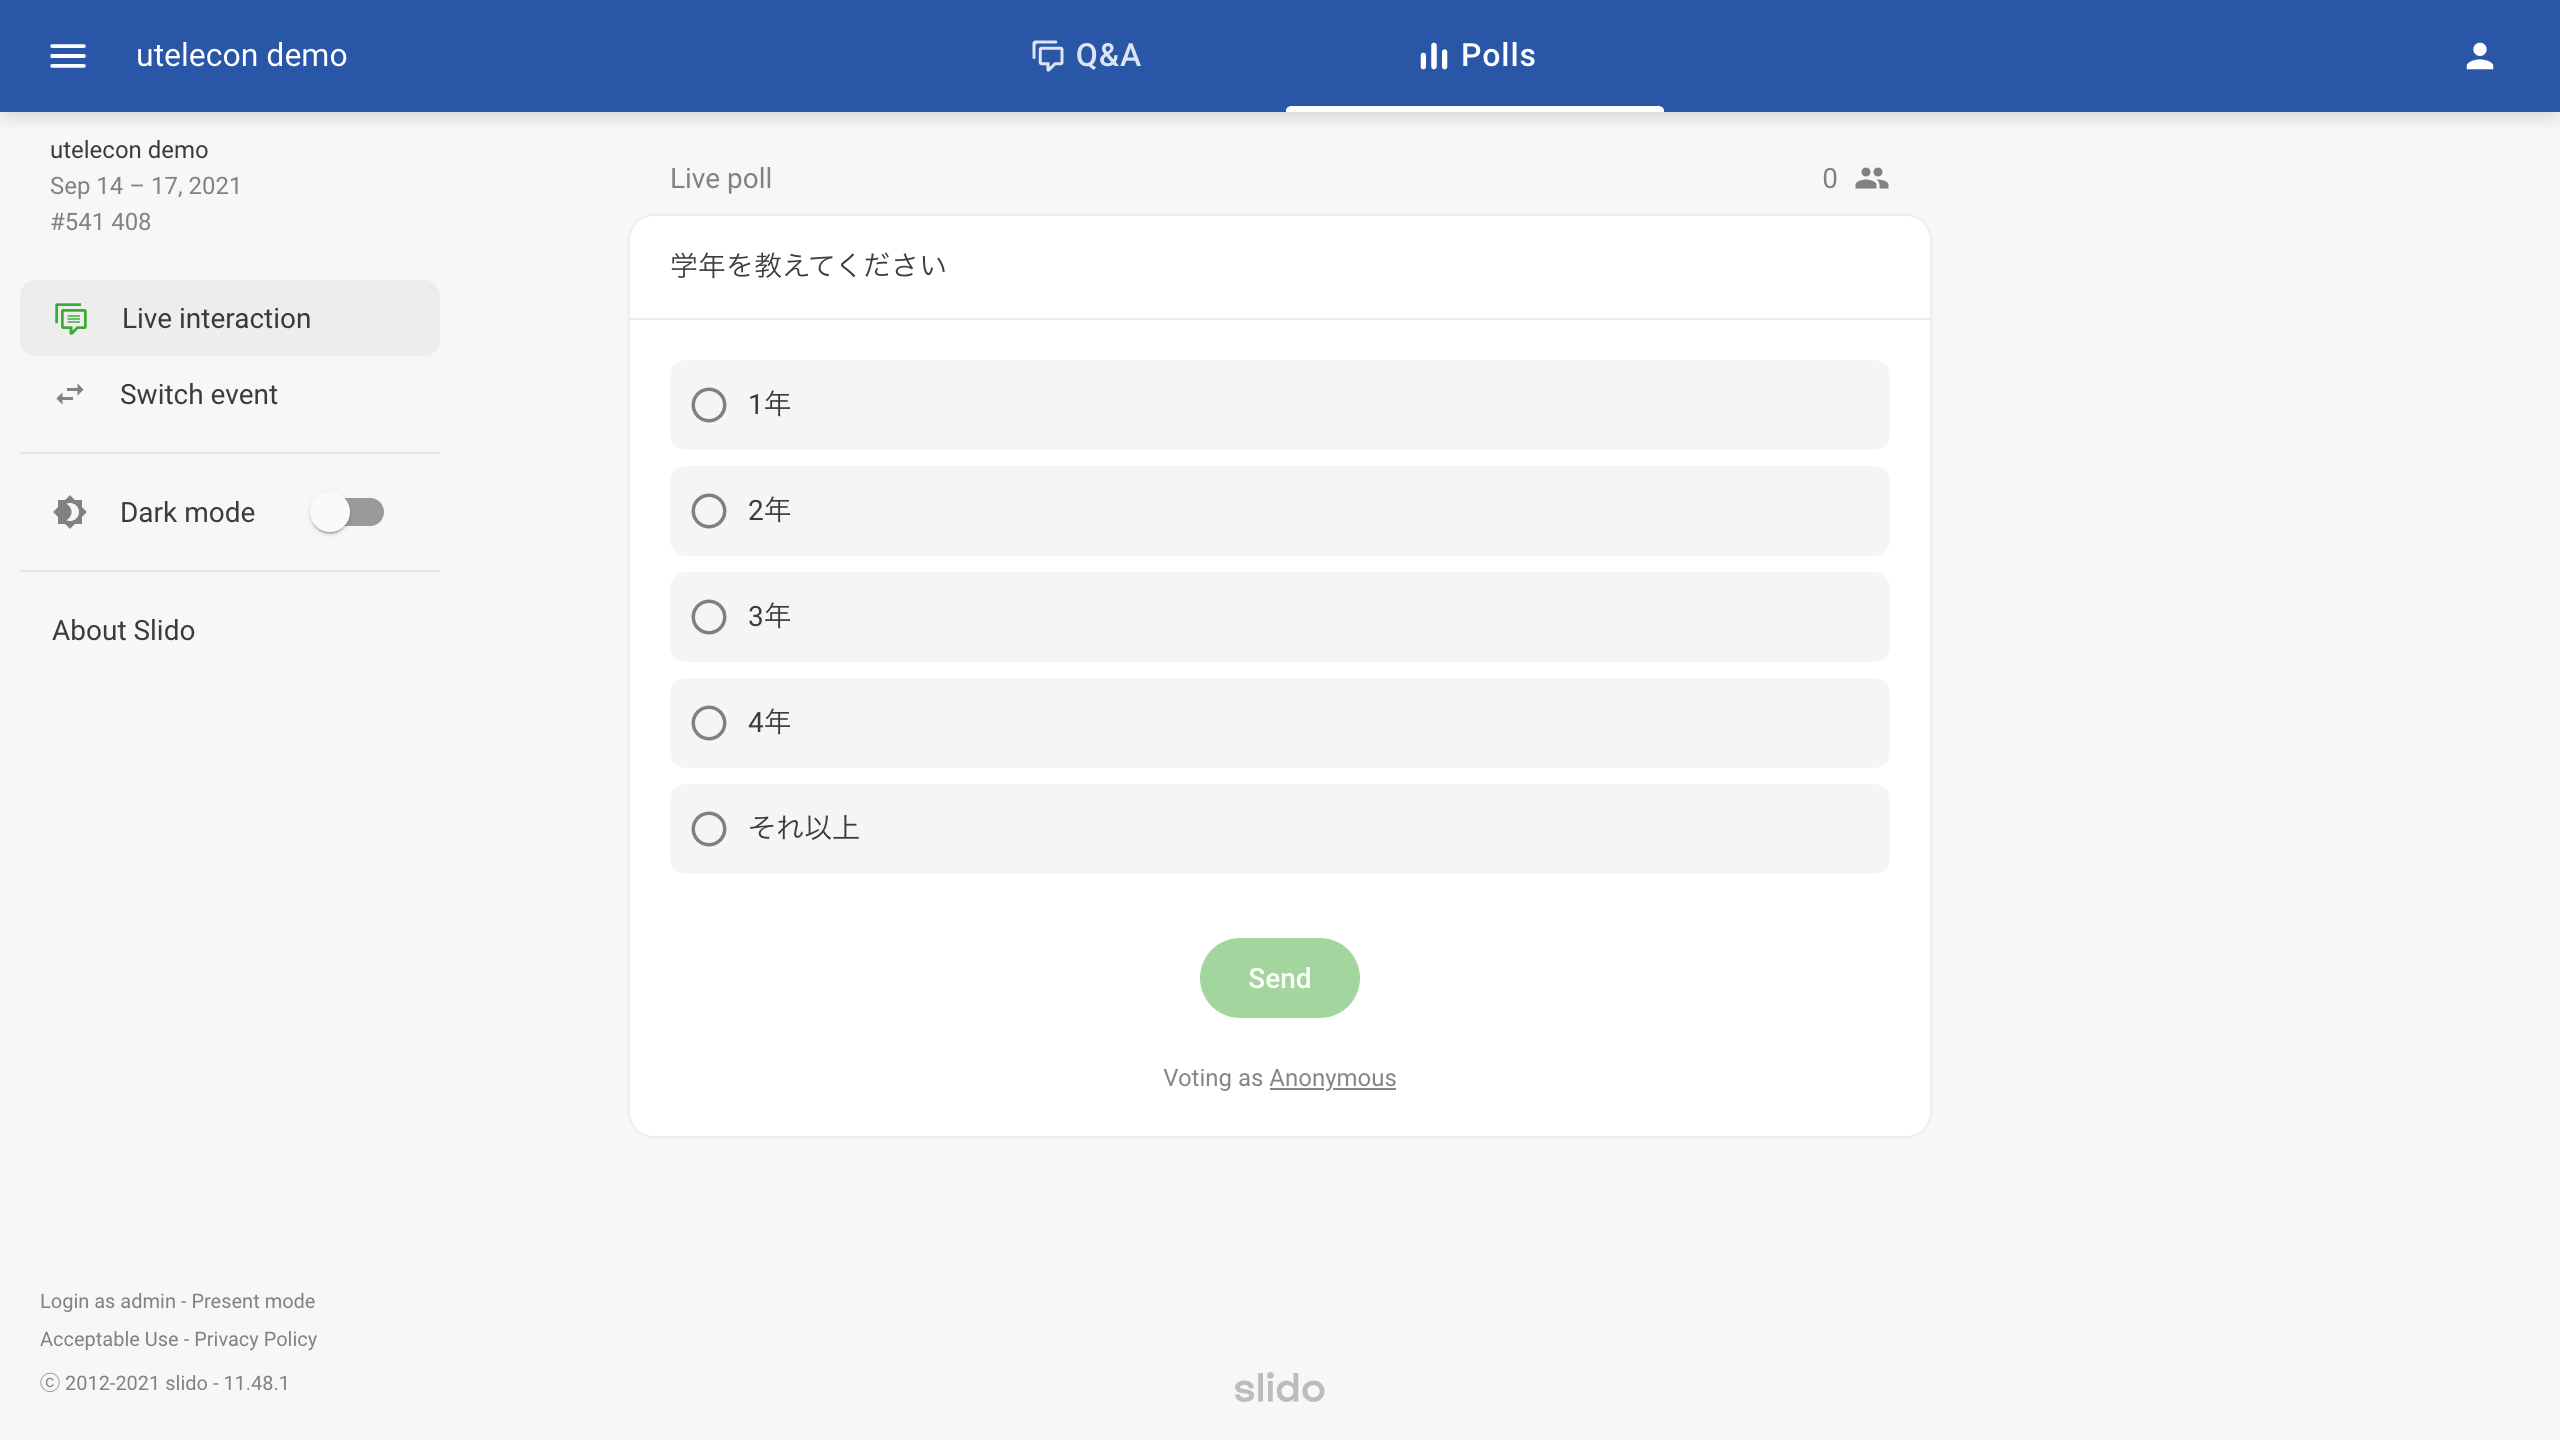 utelecon demo
Q&A
Polls
utelecon demo
Sep 14 – 17, 2021
#541 408
Live interaction
Switch event
Dark mode
About Slido
Live poll
0
学年を教えてください
1年
2年
3年
4年
それ以上
Send
Voting as Anonymous
Login as admin - Present mode
Acceptable Use - Privacy Policy
© 2012-2021 slido - 11.48.1
slido